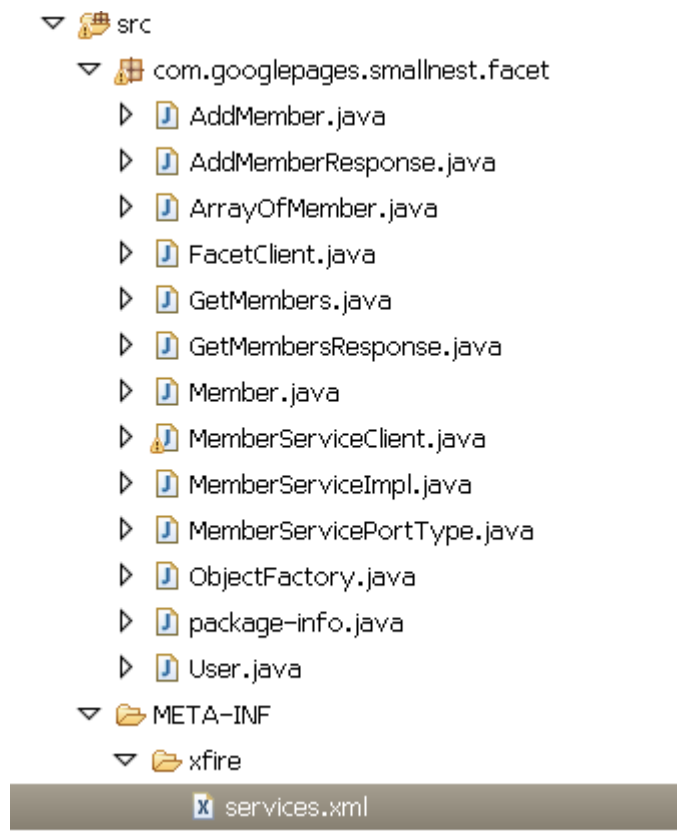 src
com.googlepages.smallnest.facet
AddMember.java
AddMemberResponse.java
ArrayOfMember.java
FacetClient.java
GetMembers.java
GetMembersResponse.java
Member.java
MemberServiceClient.java
MemberServiceImpl.java
MemberServicePortType.java
ObjectFactory.java
package-info.java
User.java
META-INF
xfire
services.xml